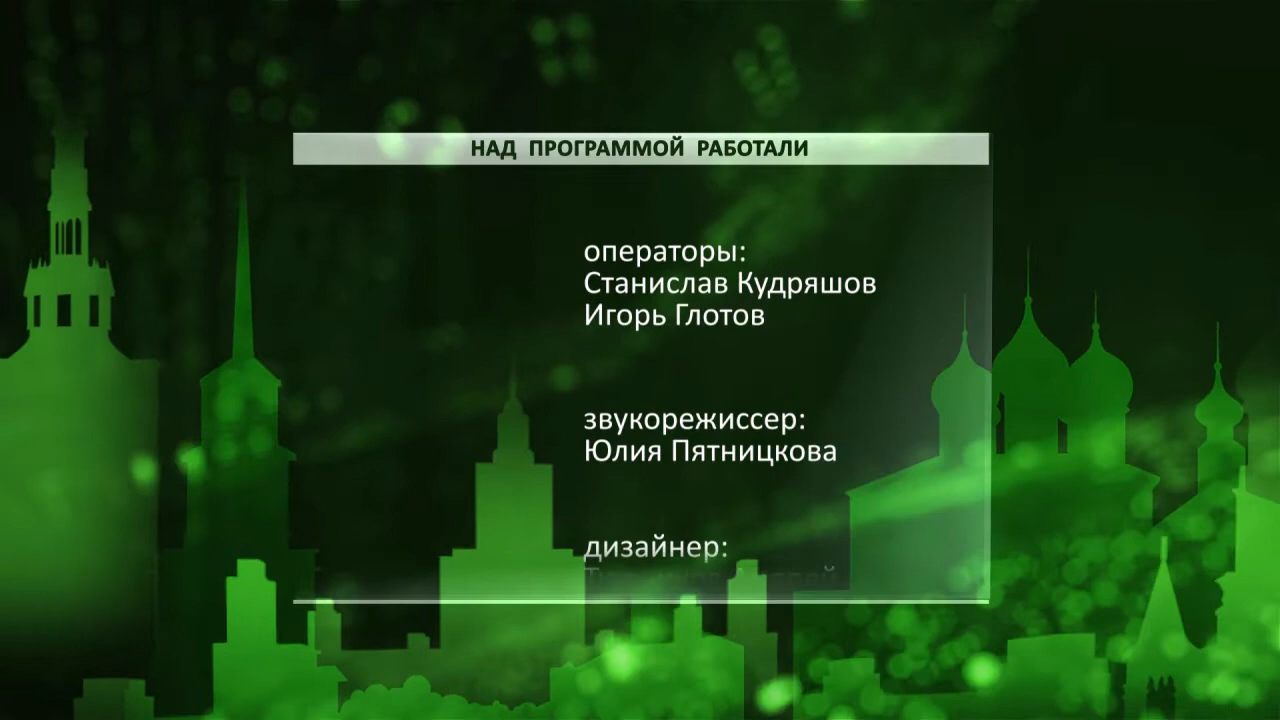 НАД ПРОГРАММОЙ РАБОТАЛИ
операторы:
Станислав Кудряшов
Игорь Глотов
звукорежиссер:
Юлия Пятницкова
дизайнер: